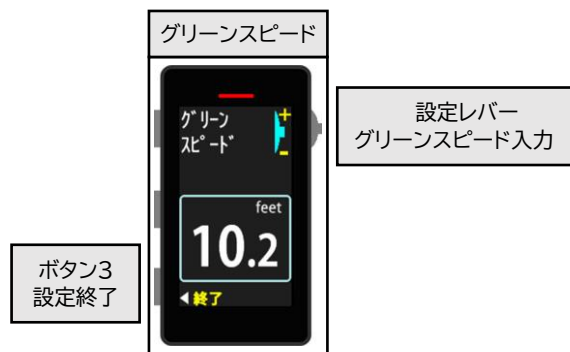 グリーンスピード
ｸﾞﾘｰﾝ
ｽﾋﾟｰﾄﾞ
+
-
設定レバー
グリーンスピード入力
feet
10.2
◀終了
ボタン3
設定終了